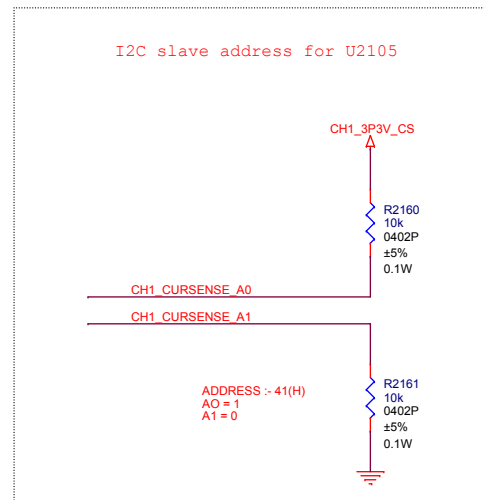 I2C slave address for U2105
CH1_3P3V_CS
R2160
10k
0402P
±5%
0.1W
CH1_CURSENSE_A0
CH1_CURSENSE_A1
ADDRESS :- 41(H)
AO = 1
A1 = 0
R2161
10k
0402P
±5%
0.1W